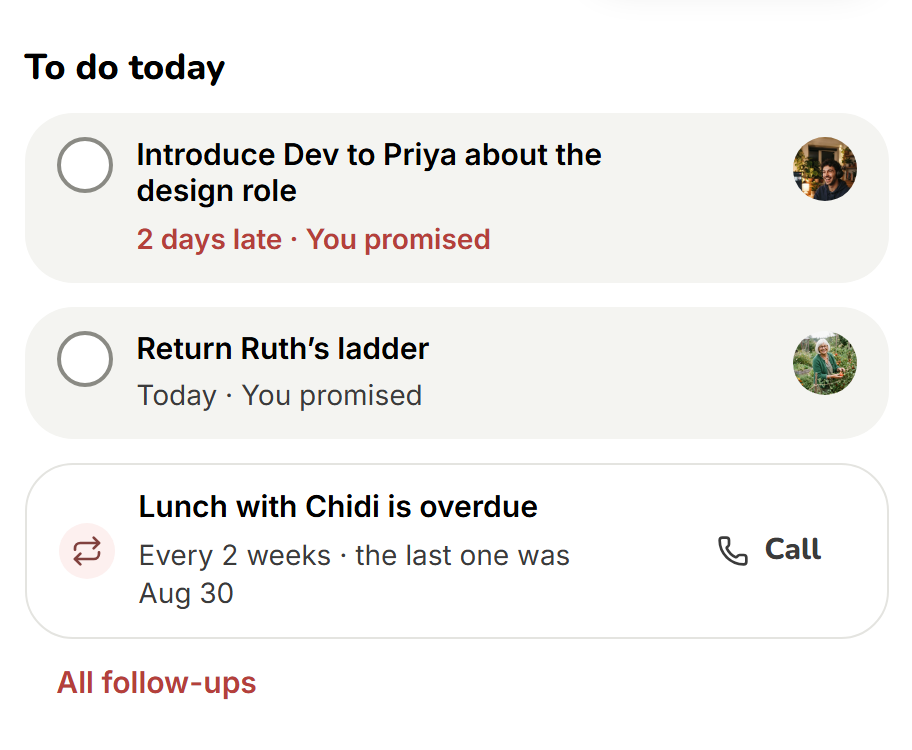 To do today
Introduce Dev to Priya about the
design role
2 days late · You promised
Return Ruth’s ladder
Today · You promised
Lunch with Chidi is overdue
Every 2 weeks · the last one was
Aug 30
Call
All follow-ups